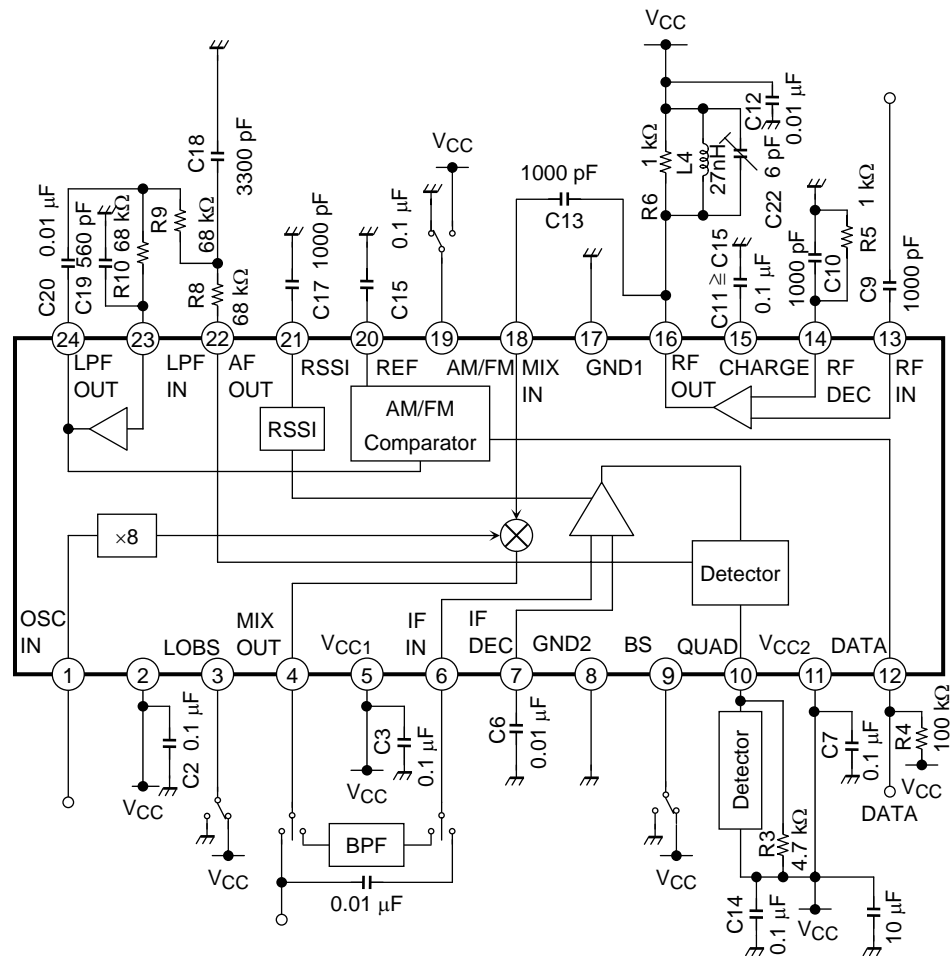 VCC
C18
3300 pF
VCC
C12
0.01 μF
1000 pF
C13
1 kΩ
R6
L4
27nH
6 pF
C22
1 kΩ
R5
C20
0.01 μF
C19
560 pF
R10
68 kΩ
R9
68 kΩ
R8
68 kΩ
C17
1000 pF
C15
0.1 μF
C11 ≥ C15
0.1 μF
1000 pF
C10
C9
1000 pF
24
23
22
21
20
19
18
17
16
15
14
13
LPF OUT
LPF IN
AF OUT
RSSI
REF
AM/FM
MIX IN
GND1
RF OUT
CHARGE
RF DEC
RF IN
RSSI
AM/FM
Comparator
×8
Detector
OSC IN
LOBS
MIX OUT
VCC1
IF IN
IF DEC
GND2
BS
QUAD
VCC2
DATA
1
2
3
4
5
6
7
8
9
10
11
12
C2
0.1 μF
VCC
VCC
C3
0.1 μF
VCC
C6
0.01 μF
BPF
0.01 μF
VCC
Detector
R3
4.7 kΩ
C14
0.1 μF
VCC
10 μF
C7
0.1 μF
R4
100 kΩ
VCC
DATA